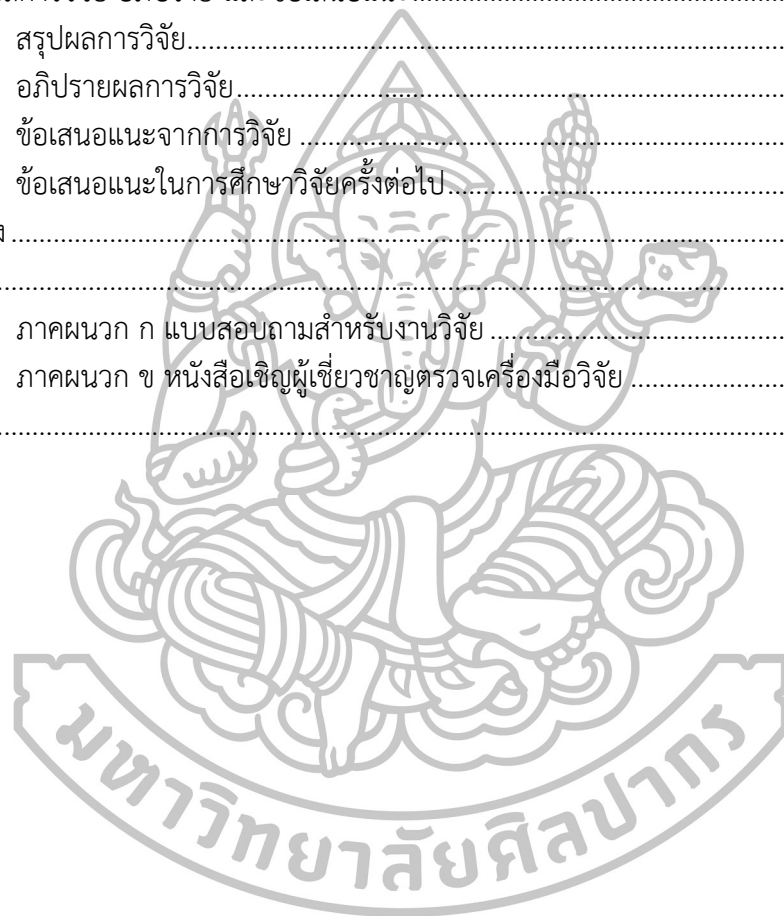 สรุปผลการวิจัย
อภิปรายผลการวิจัย
ข้อเสนอแนะจากการวิจัย
ข้อเสนอแนะในการศึกษาวิจัยครั้งต่อไป
ภาคผนวก ก แบบสอบถามสำหรับงานวิจัย
ภาคผนวก ข หนังสือเชิญผู้เชี่ยวชาญตรวจเครื่องมือวิจัย
มหาวิทยาลัยศิลปากร